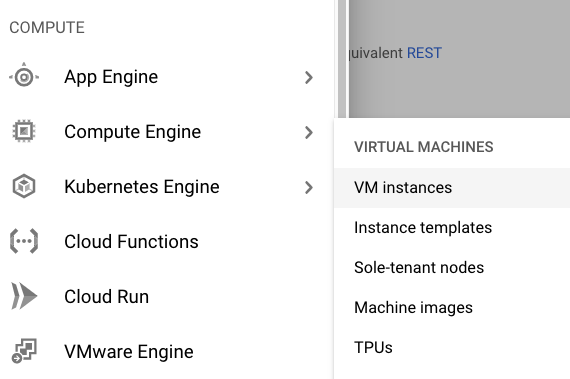 COMPUTE
App Engine
Compute Engine
Kubernetes Engine
Cloud Functions
Cloud Run
VMware Engine
REST
VIRTUAL MACHINES
VM instances
Instance templates
Sole-tenant nodes
Machine images
TPUs